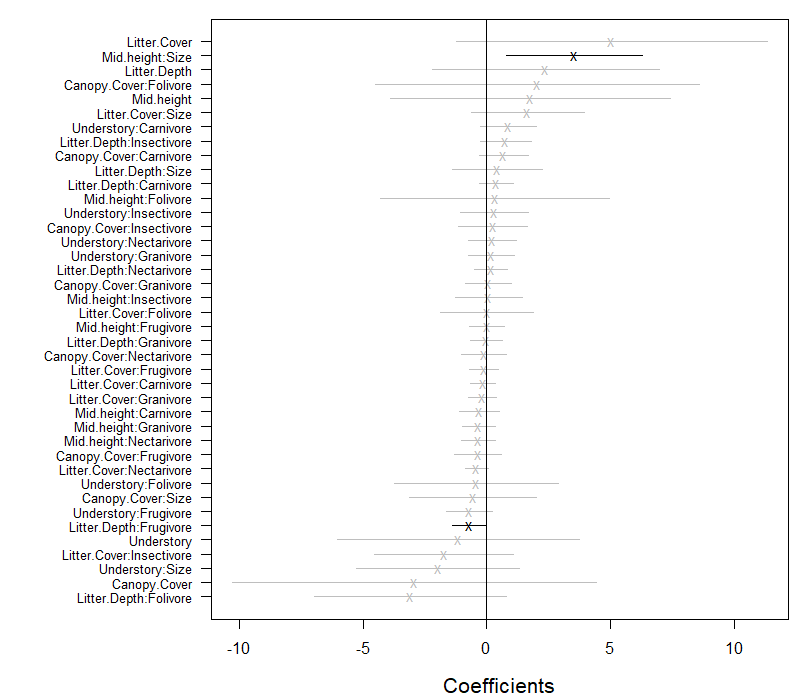 Litter.Cover
Mid.height:Size
Litter.Depth
Canopy.Cover:Folivore
Mid.height
Litter.Cover:Size
Understory:Carnivore
Litter.Depth:Insectivore
Canopy.Cover:Carnivore
Litter.Depth:Size
Litter.Depth:Carnivore
Mid.height:Folivore
Understory:Insectivore
Canopy.Cover:Insectivore
Understory:Nectarivore
Understory:Granivore
Litter.Depth:Nectarivore
Canopy.Cover:Granivore
Mid.height:Insectivore
Litter.Cover:Folivore
Mid.height:Frugivore
Litter.Depth:Granivore
Canopy.Cover:Nectarivore
Litter.Cover:Frugivore
Litter.Cover:Carnivore
Litter.Cover:Granivore
Mid.height:Carnivore
Mid.height:Granivore
Mid.height:Nectarivore
Canopy.Cover:Frugivore
Litter.Cover:Nectarivore
Understory:Folivore
Canopy.Cover:Size
Understory:Frugivore
Litter.Depth:Frugivore
Understory
Litter.Cover:Insectivore
Understory:Size
Canopy.Cover
Litter.Depth:Folivore
-10 -5 0 5 10
Coefficients